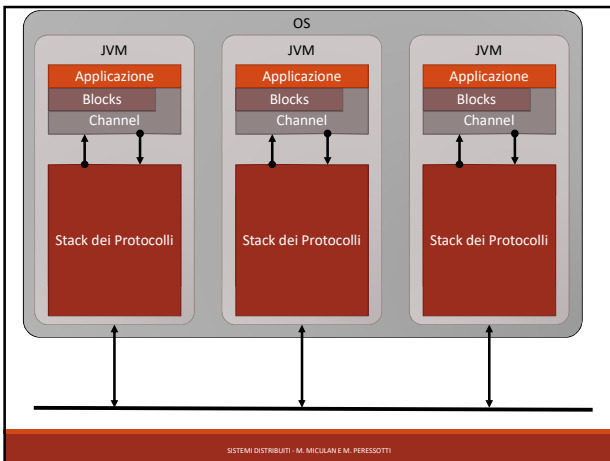 OS
JVM
Applicazione
Blocks
Channel
Stack dei Protocolli
JVM
Applicazione
Blocks
Channel
Stack dei Protocolli
JVM
Applicazione
Blocks
Channel
Stack dei Protocolli
SISTEMI DISTRIBUITI - M. MICULAN E M. PERESSOTTI